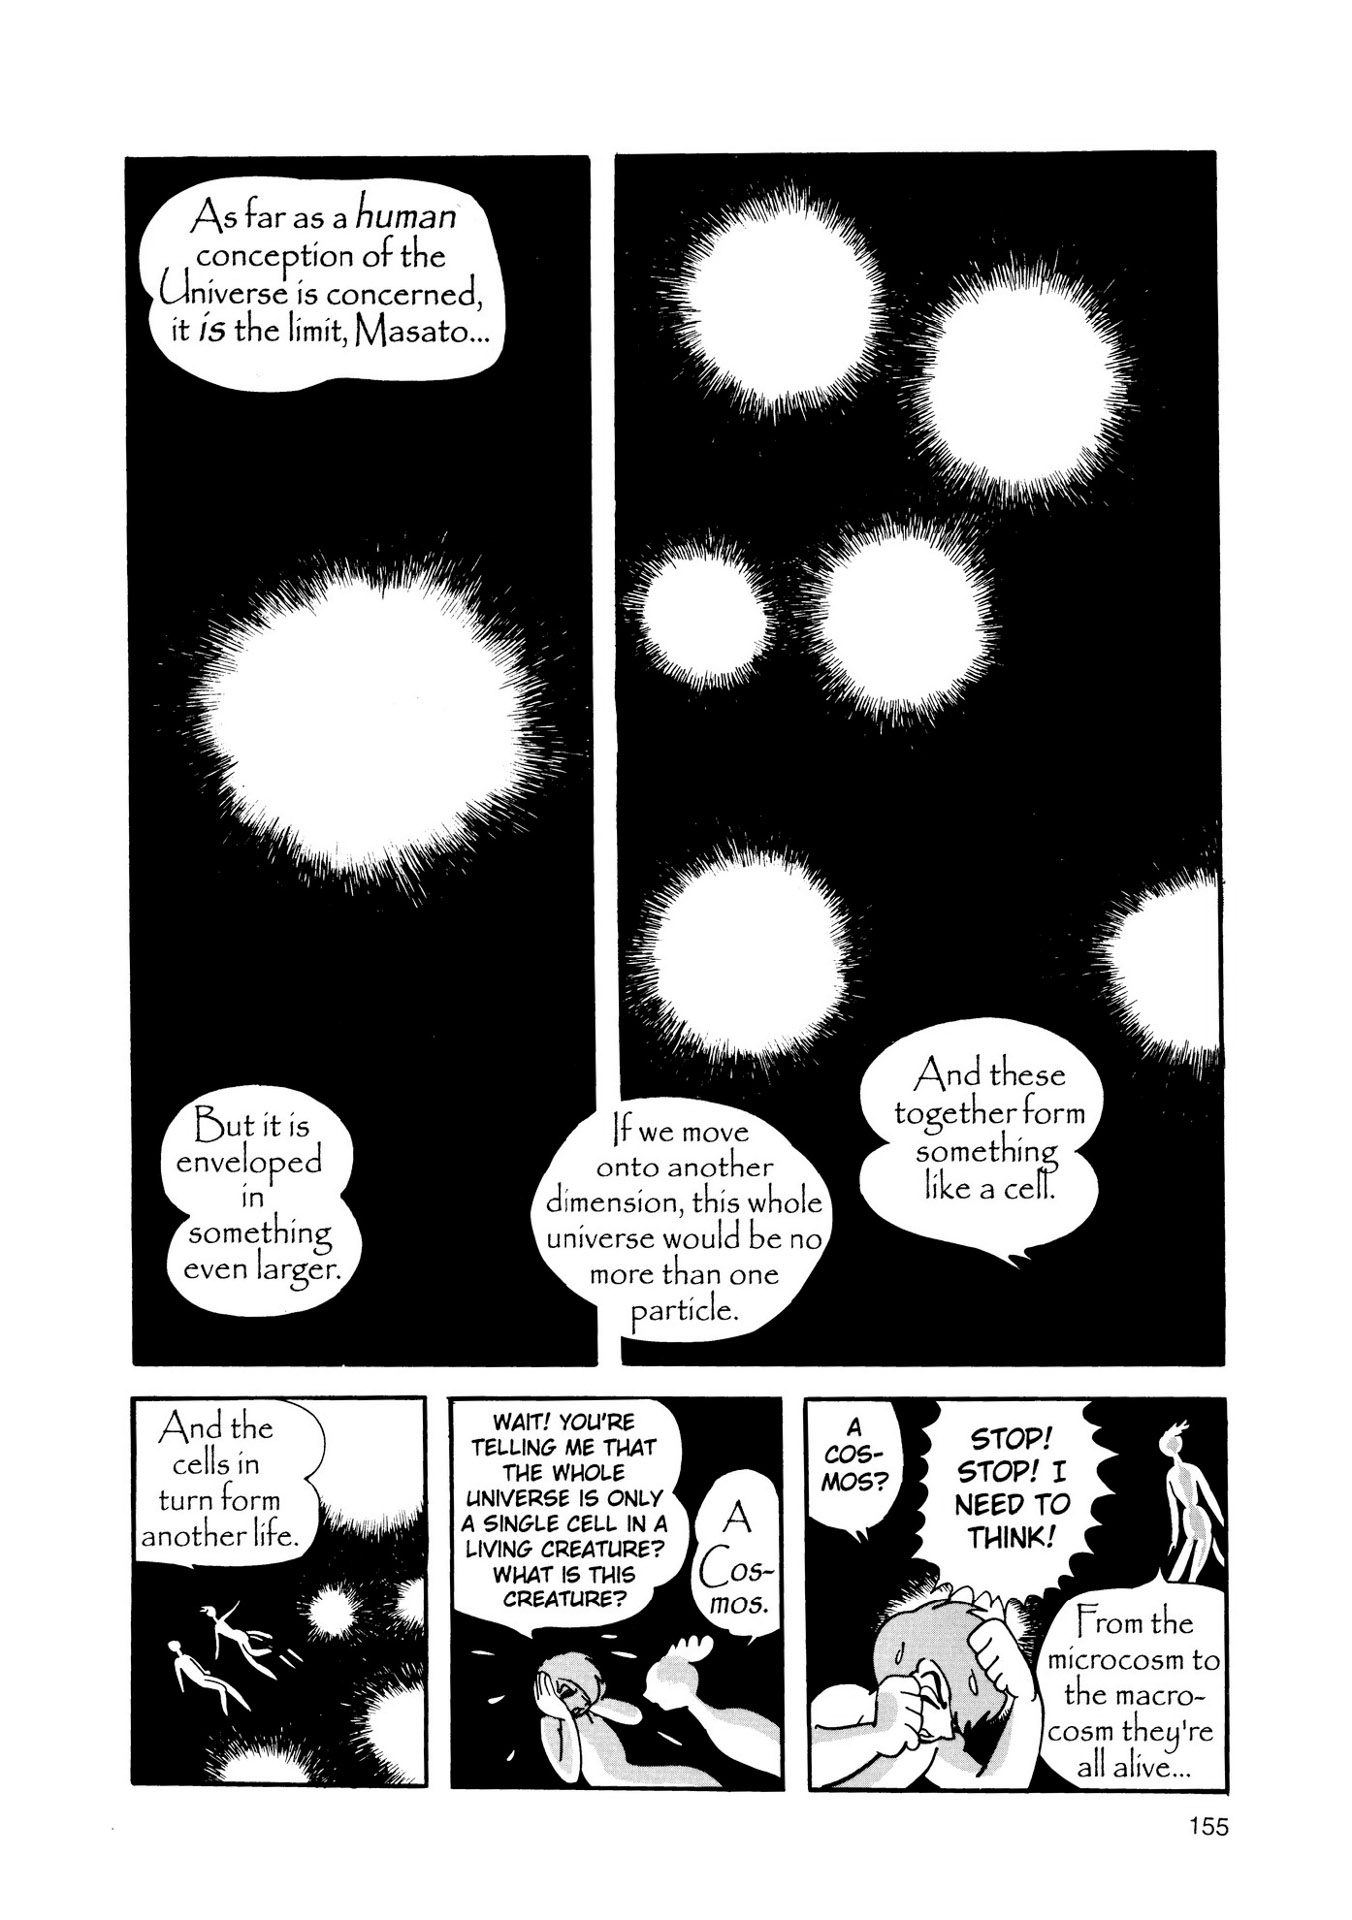 As far as a human
conception of the
Universe is concerned,
it is the limit, Masato...
But it is
enveloped
in
something
even larger.
If we move
onto another
dimension, this whole
universe would be no
more than one
particle.
And these
together form
something
like a cell.
And the
cells in
turn form
another life.
WAIT! YOU'RE
TELLING ME THAT
THE WHOLE
UNIVERSE IS ONLY
A SINGLE CELL IN A
LIVING CREATURE?
WHAT IS THIS
CREATURE?
A
Cos-
mos.
A
COS-
MOS?
STOP!
STOP! I
NEED TO
THINK!
From the
microcosm to
the macro-
cosm they're
all alive...
155